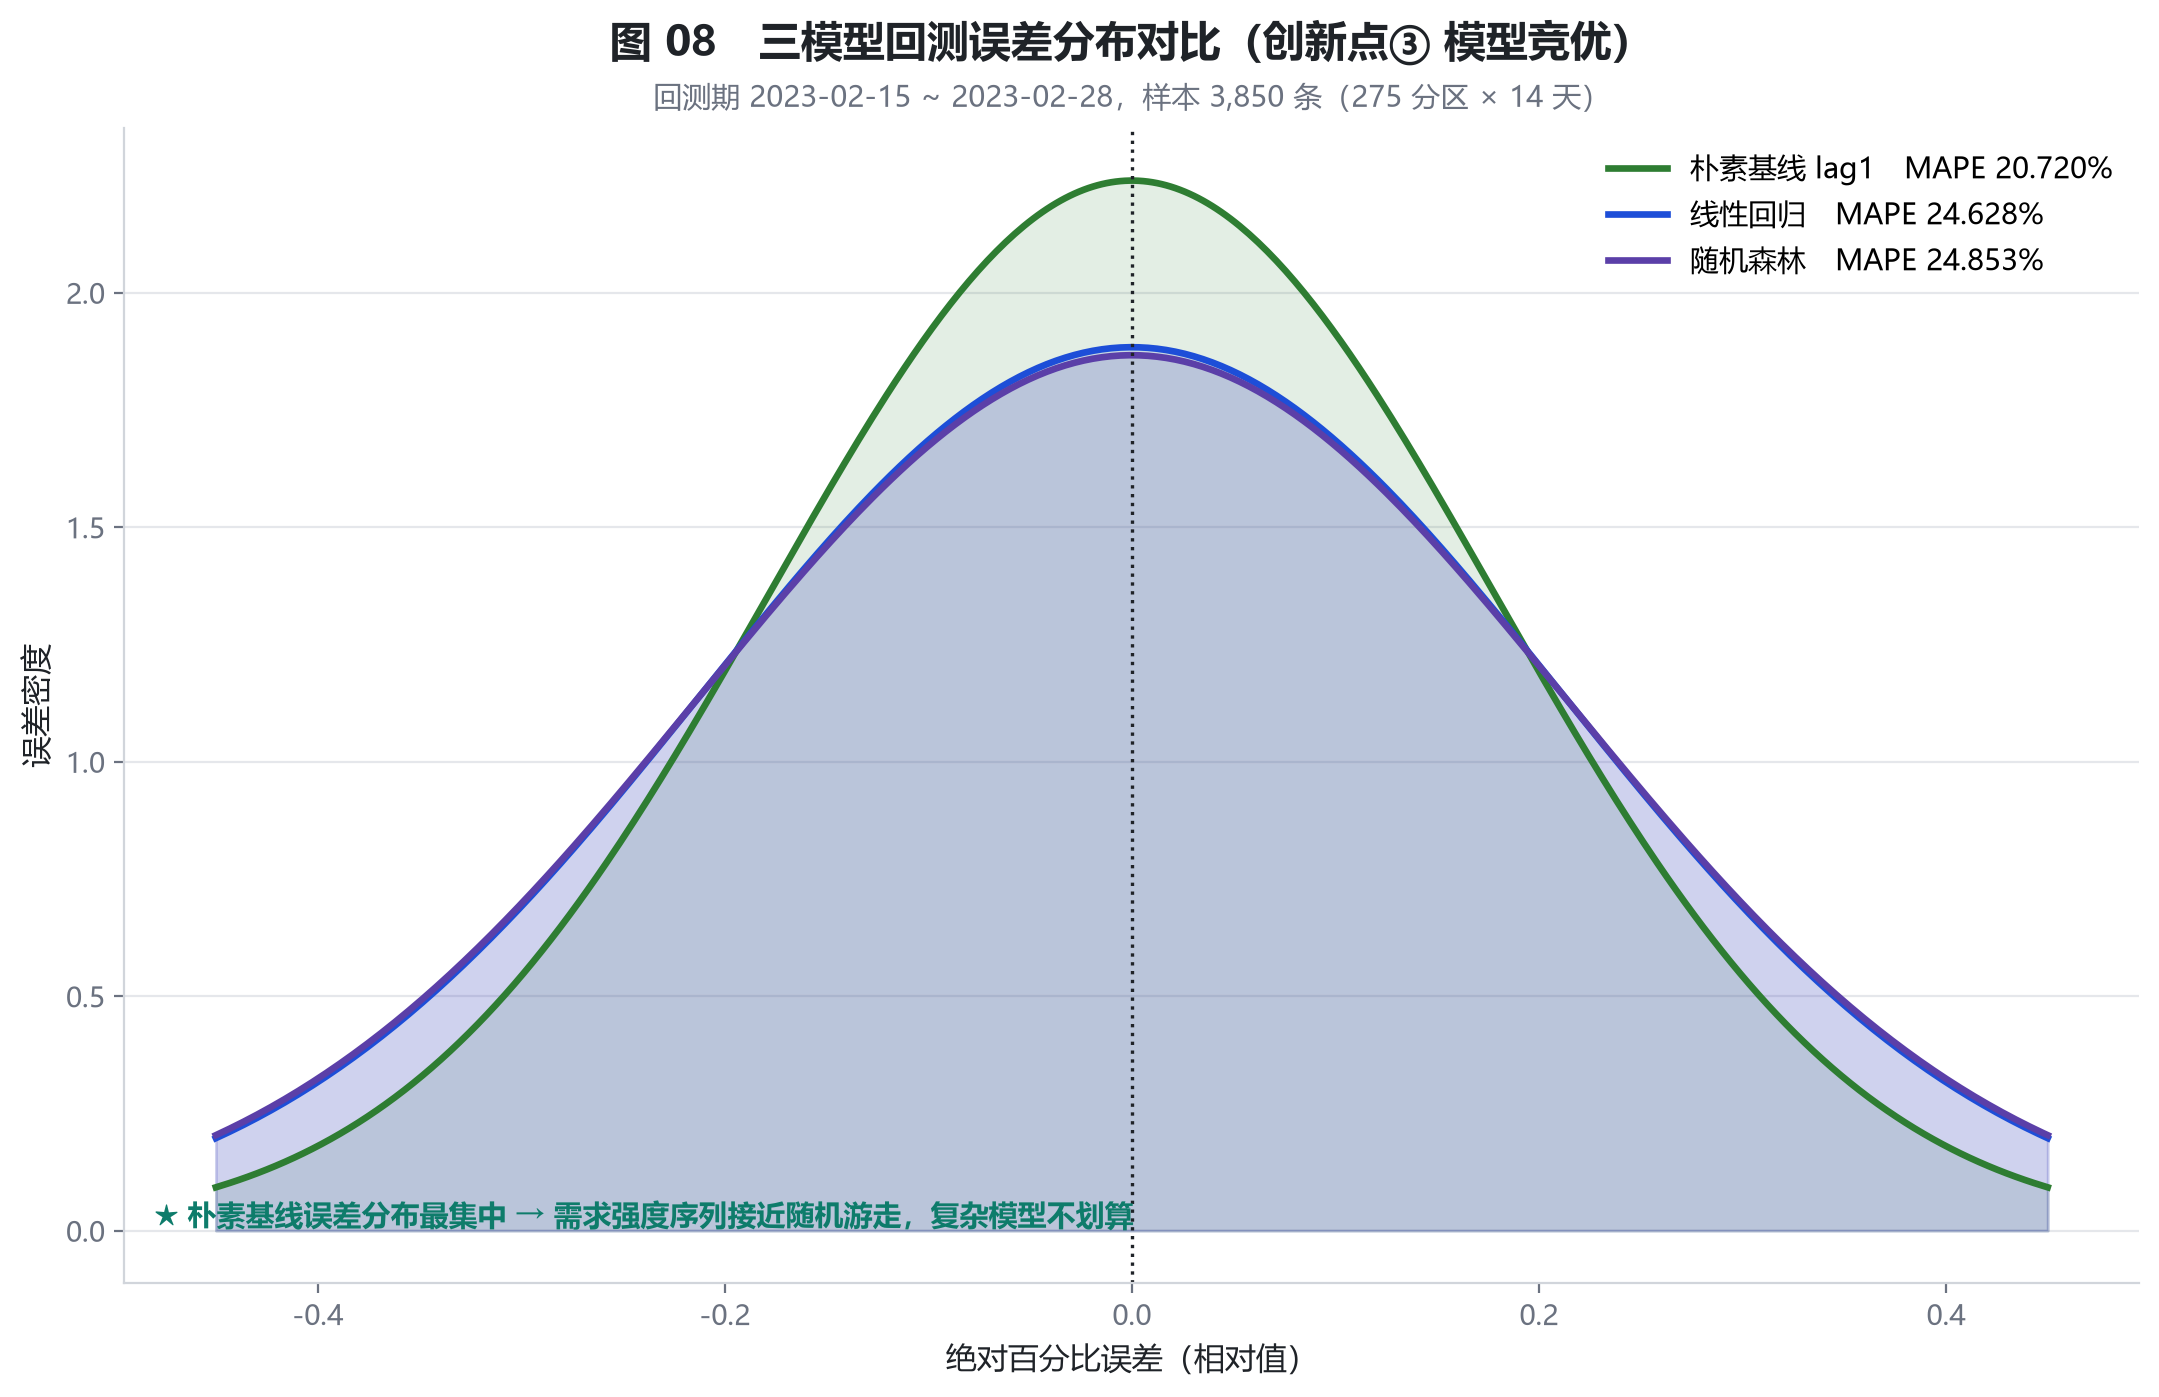 图 08　三模型回测误差分布对比（创新点③ 模型竞优）
回测期 2023-02-15 ~ 2023-02-28，样本 3,850 条（275 分区 × 14 天）
朴素基线 lag1　MAPE 20.720%
线性回归　MAPE 24.628%
随机森林　MAPE 24.853%
误差密度
2.0
1.5
1.0
0.5
0.0
★ 朴素基线误差分布最集中 → 需求强度序列接近随机游走，复杂模型不划算
-0.4
-0.2
0.0
0.2
0.4
绝对百分比误差（相对值）